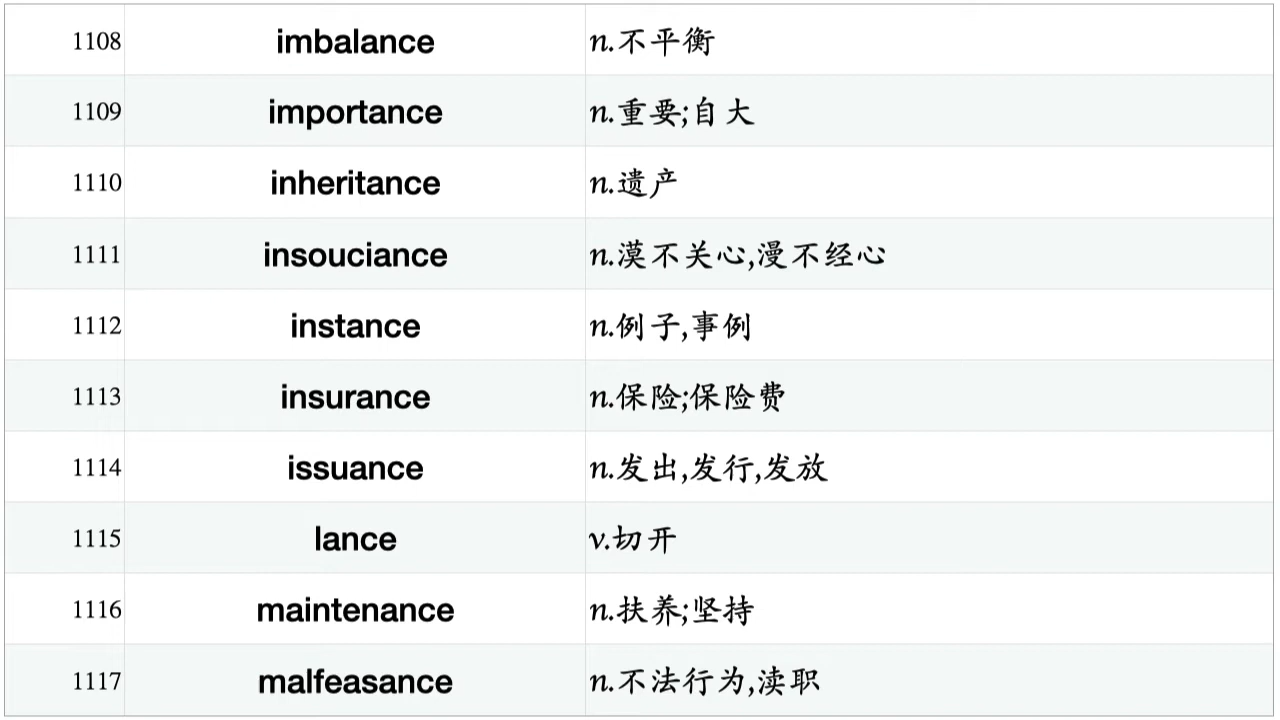 1108 imbalance n.不平衡
1109 importance n.重要;自大
1110 inheritance n.遗产
1111 insouciance n.漠不关心,漫不经心
1112 instance n.例子,事例
1113 insurance n.保险;保险费
1114 issuance n.发出,发行,发放
1115 lance v.切开
1116 maintenance n.扶养;坚持
1117 malfeasance n.不法行为,渎职